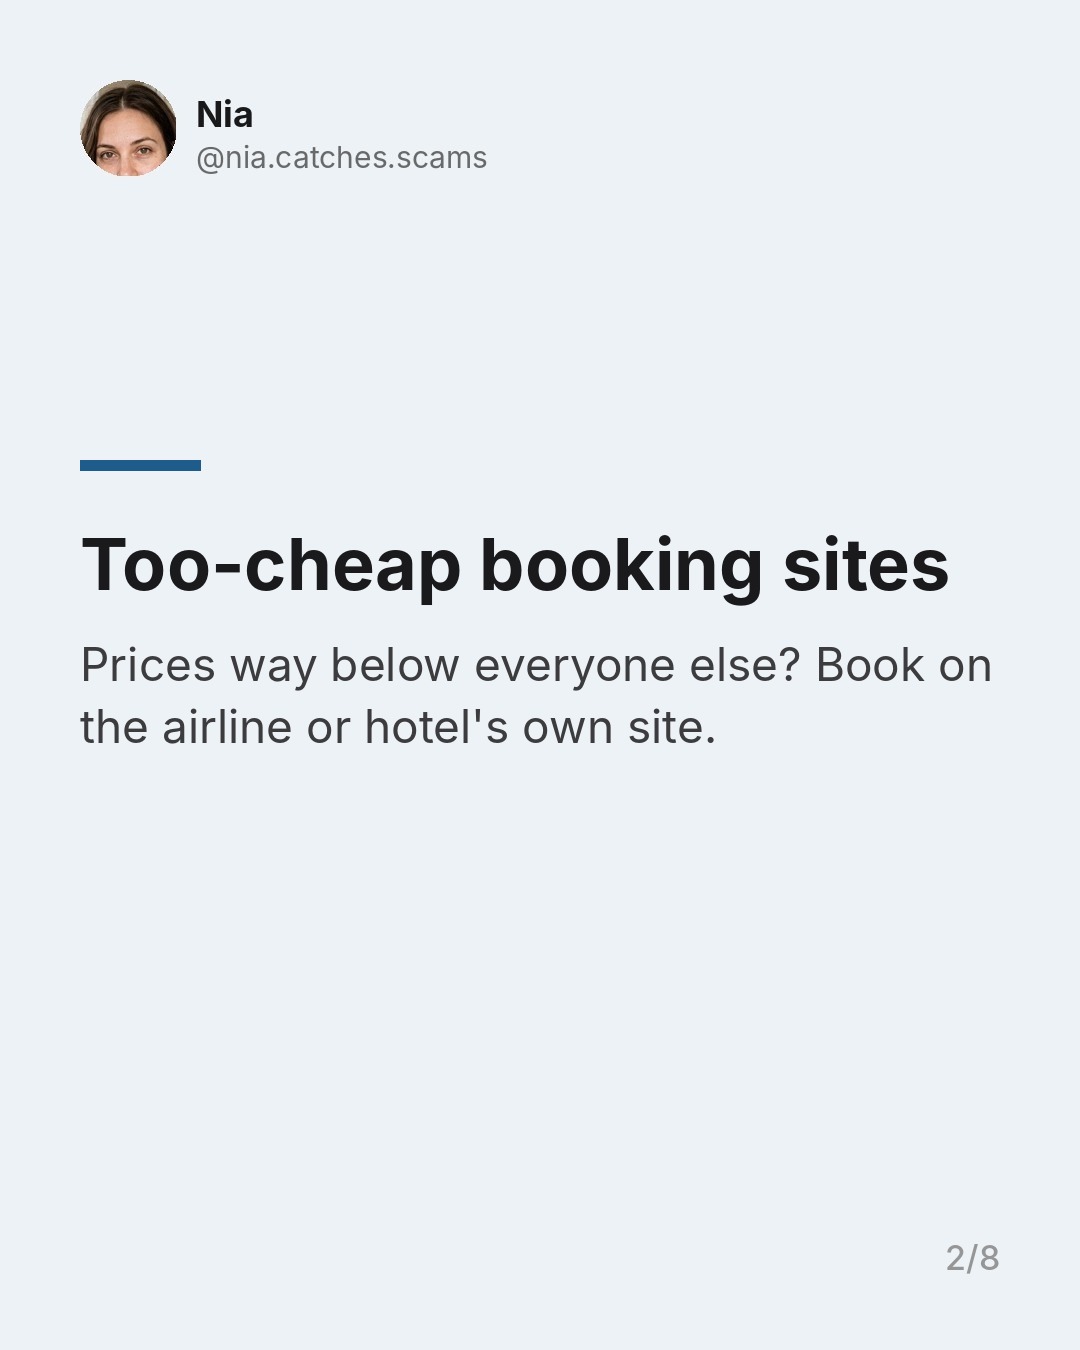 Nia
@nia.catches.scams
Too-cheap booking sites
Prices way below everyone else? Book on
the airline or hotel's own site.
2/8